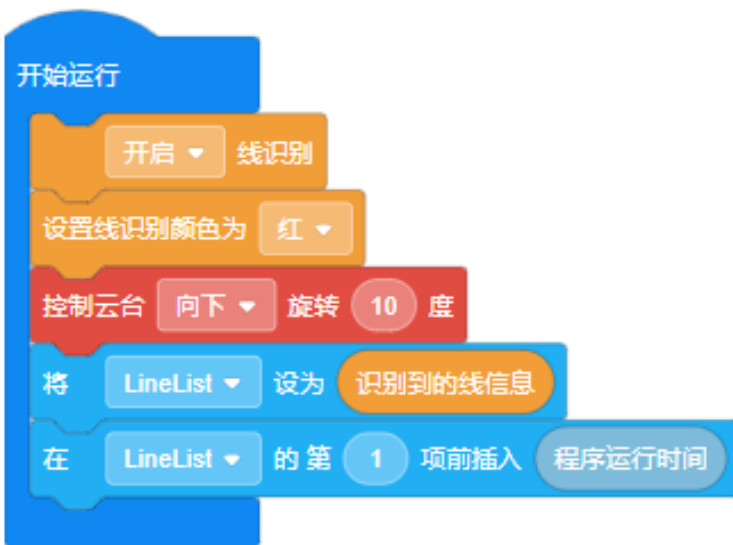 开始运行
开启 线识别
设置线识别颜色为 红
控制云台 向下 旋转 10 度
将 LineList 设为 识别到的线信息
在 LineList 的 第 1 项前插入 程序运行时间